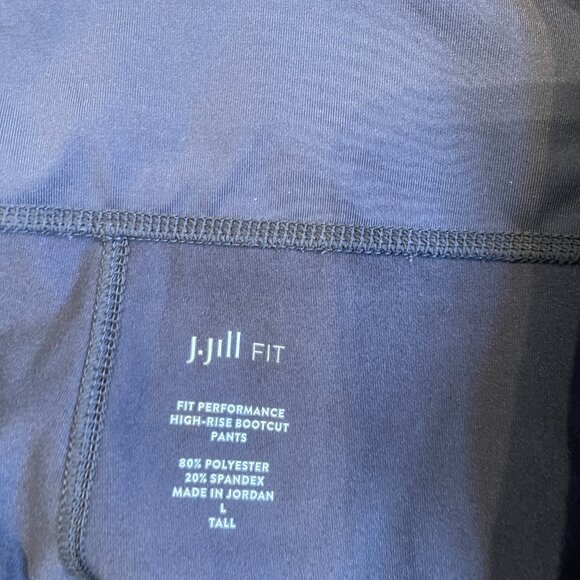 J.Jill FIT
FIT PERFORMANCE
HIGH-RISE BOOTCUT
PANTS
80% POLYESTER
20% SPANDEX
MADE IN JORDAN
L
TALL